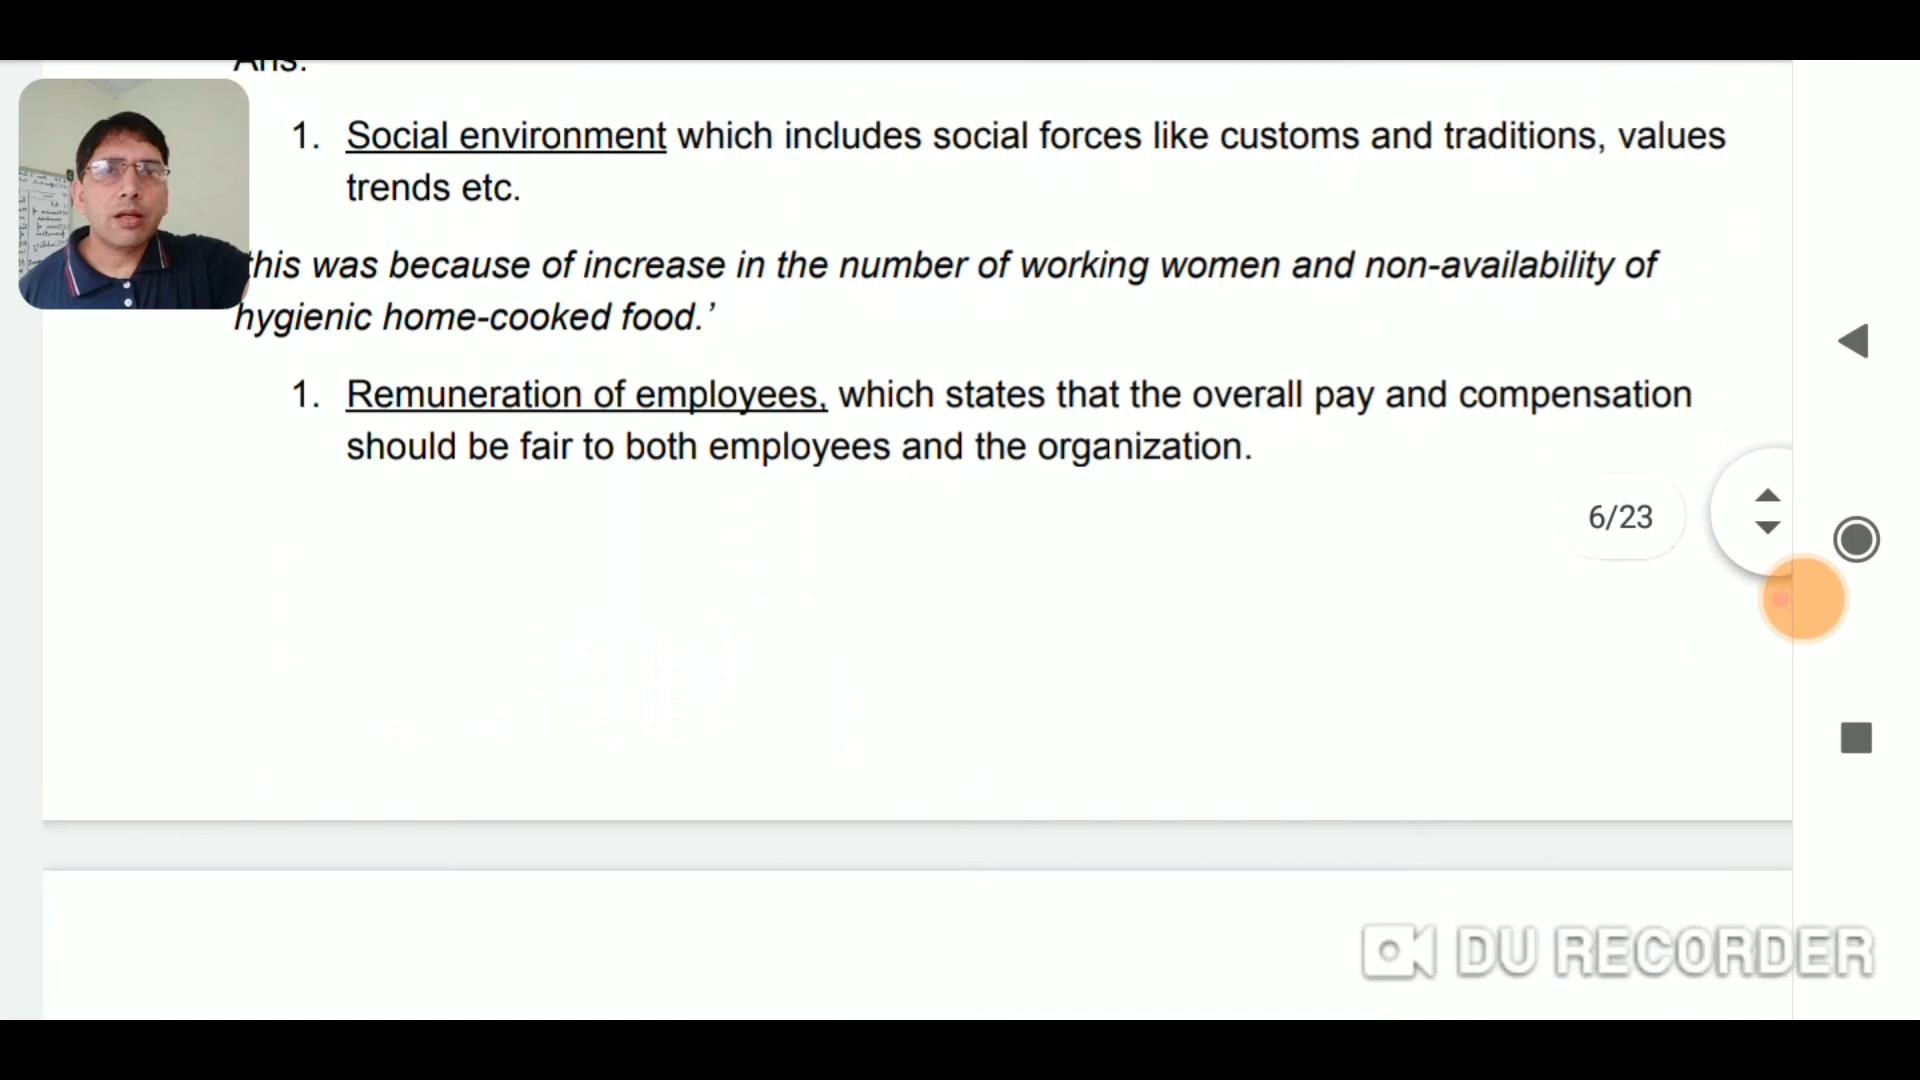 Ans:
1. Social environment which includes social forces like customs and traditions, values
trends etc.
this was because of increase in the number of working women and non-availability of
hygienic home-cooked food.’
1. Remuneration of employees, which states that the overall pay and compensation
should be fair to both employees and the organization.
6/23
DU RECORDER